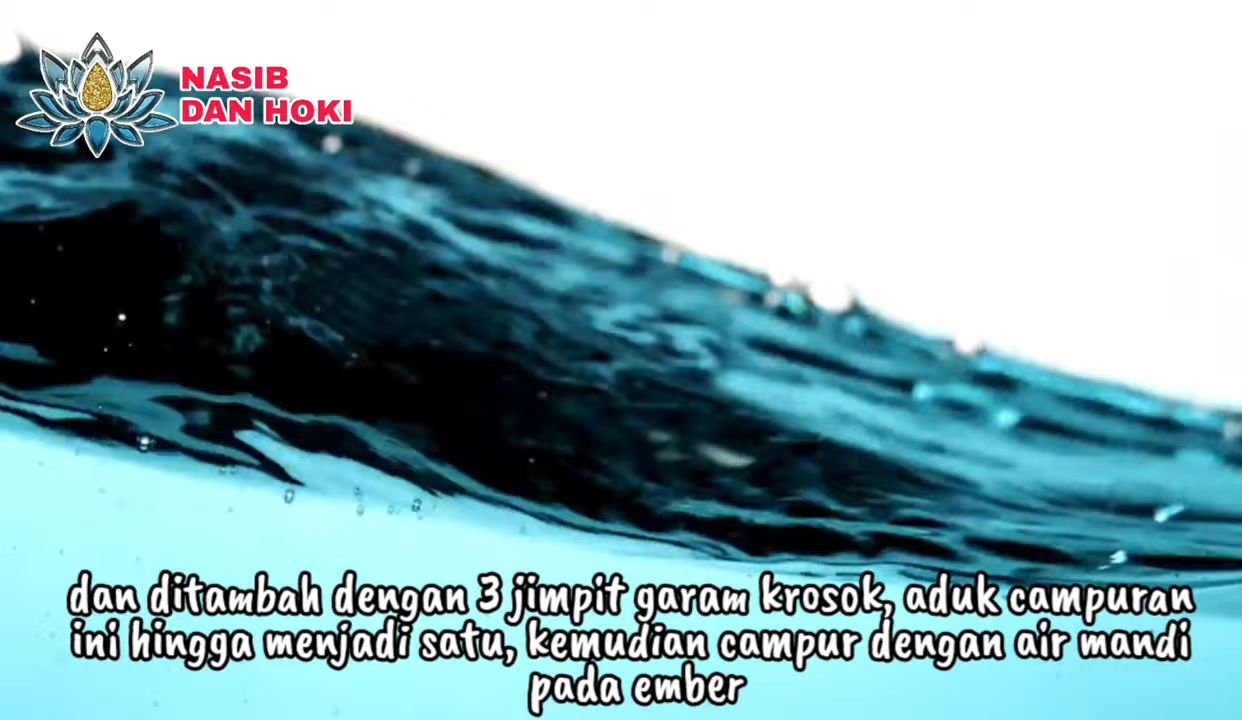 NASIB
DAN HOKI
dan ditambah dengan 3 jimpit garam krosok, aduk campuran
ini hingga menjadi satu, kemudian campur dengan air mandi
pada ember